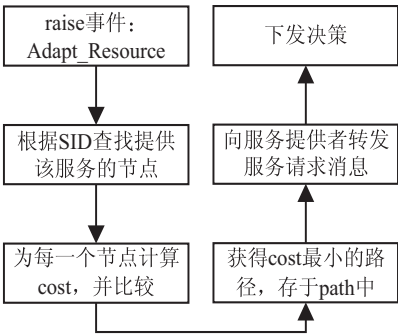 raise事件：
Adapt_Resource
根据SID查找提供
该服务的节点
为每一个节点计算
cost，并比较
获得cost最小的路
径，存于path中
向服务提供者转发
服务请求消息
下发决策